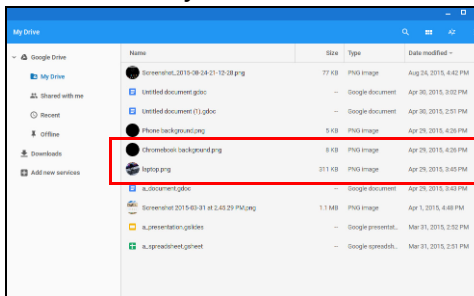 My Drive
Google Drive
My Drive
Shared with me
Recent
Offline
Downloads
Add new services
Name Size Type Date modified
Screenshot_2015-08-24-21-12-28.png 77 KB PNG image Aug 24, 2015, 4:42 PM
Untitled document.gdoc -- Google document Apr 30, 2015, 3:02 PM
Untitled document (1).gdoc -- Google document Apr 30, 2015, 2:51 PM
Phone background.png 5 KB PNG image Apr 29, 2015, 4:26 PM
Chromebook background.png 8 KB PNG image Apr 29, 2015, 4:26 PM
laptop.png 311 KB PNG image Apr 29, 2015, 3:45 PM
a_document.gdoc -- Google document Apr 29, 2015, 3:43 PM
Screenshot 2015-03-31 at 2.43.29 PM.png 1.1 MB PNG image Apr 1, 2015, 4:48 PM
a_presentation.gslides -- Google presentat... Mar 31, 2015, 2:52 PM
a_spreadsheet.gsheet -- Google spreadsh... Mar 31, 2015, 2:51 PM